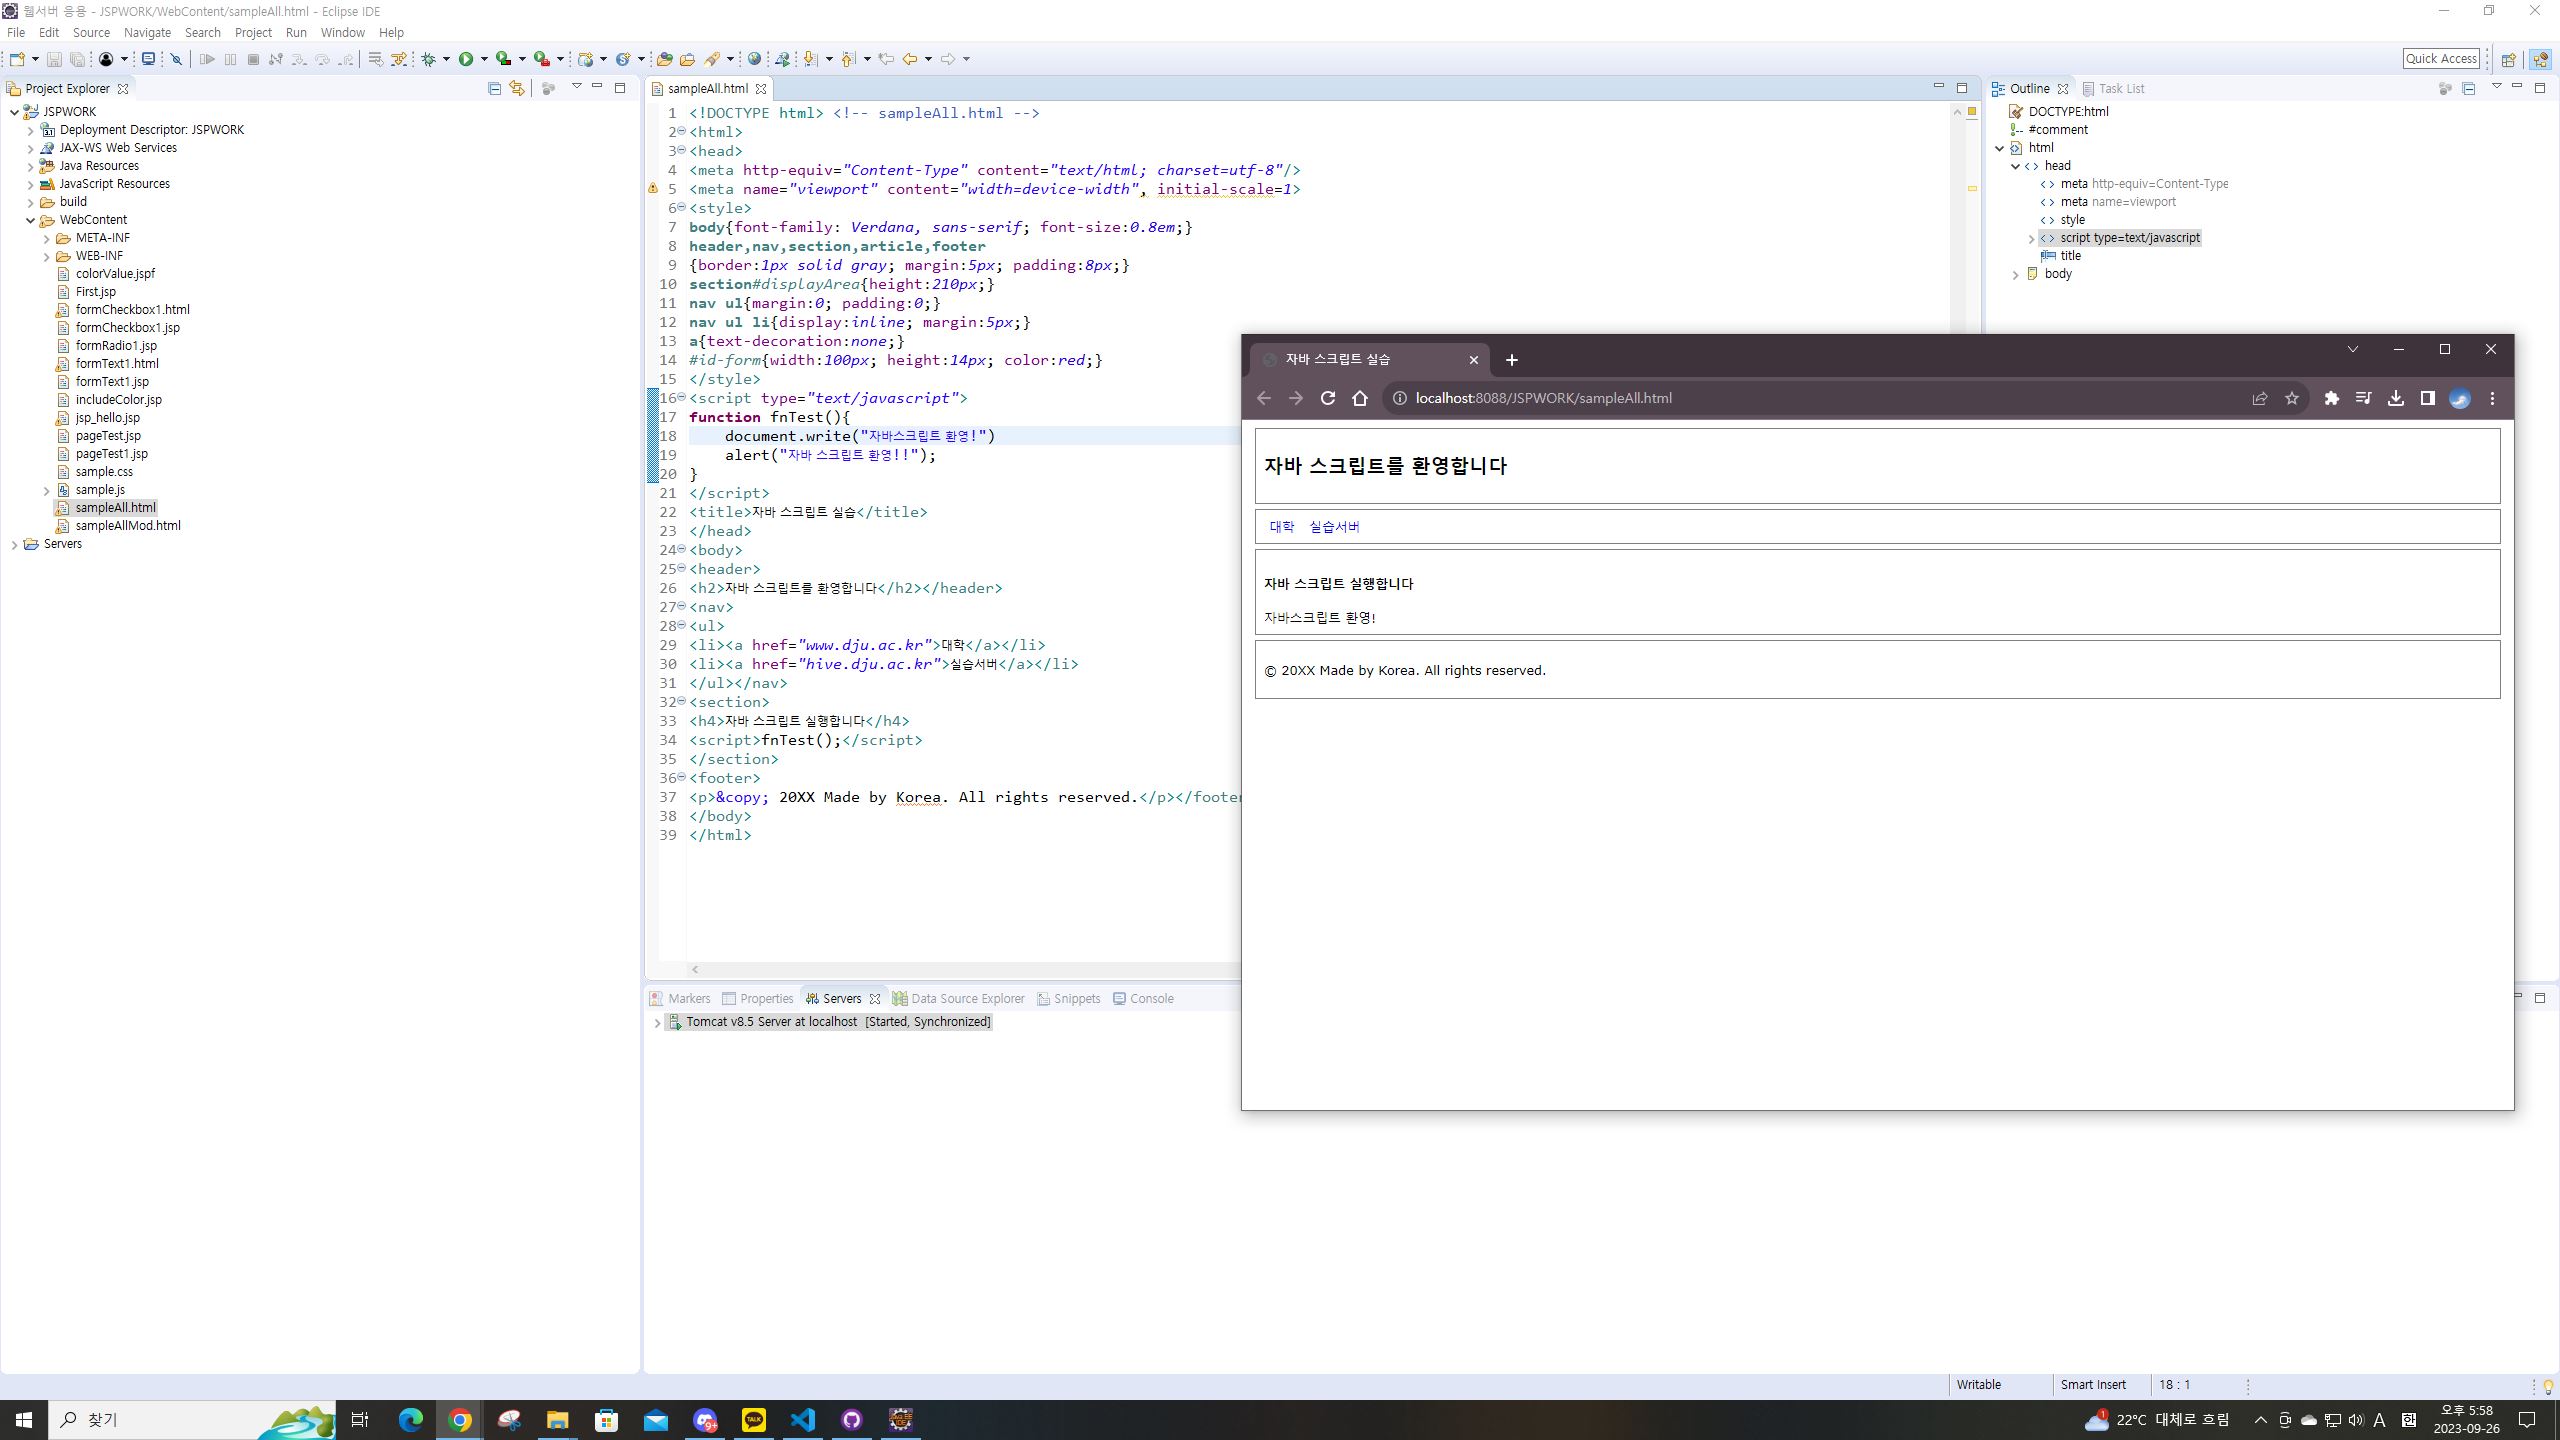 웹서버 응용 - JSPWORK/WebContent/sampleAll.html - Eclipse IDE
File Edit Source Navigate Search Project Run Window Help
Quick Access
Project Explorer
JSPWORK
Deployment Descriptor: JSPWORK
JAX-WS Web Services
Java Resources
JavaScript Resources
build
WebContent
META-INF
WEB-INF
colorValue.jspf
First.jsp
formCheckbox1.html
formCheckbox1.jsp
formRadio1.jsp
formText1.html
formText1.jsp
includeColor.jsp
jsp_hello.jsp
pageTest.jsp
pageTest1.jsp
sample.css
sample.js
sampleAll.html
sampleAllMod.html
Servers
sampleAll.html
1 <!DOCTYPE html> <!-- sampleAll.html -->
2 <html>
3 <head>
4 <meta http-equiv="Content-Type" content="text/html; charset=utf-8"/>
5 <meta name="viewport" content="width=device-width", initial-scale=1>
6 <style>
7 body{font-family: Verdana, sans-serif; font-size:0.8em;}
8 header,nav,section,article,footer
9 {border:1px solid gray; margin:5px; padding:8px;}
10 section#displayArea{height:210px;}
11 nav ul{margin:0; padding:0;}
12 nav ul li{display:inline; margin:5px;}
13 a{text-decoration:none;}
14 #id-form{width:100px; height:14px; color:red;}
15 </style>
16 <script type="text/javascript">
17 function fnTest(){
18 document.write("자바스크립트 환영!")
19 alert("자바 스크립트 환영!!");
20 }
21 </script>
22 <title>자바 스크립트 실습</title>
23 </head>
24 <body>
25 <header>
26 <h2>자바 스크립트를 환영합니다</h2></header>
27 <nav>
28 <ul>
29 <li><a href="www.dju.ac.kr">대학</a></li>
30 <li><a href="hive.dju.ac.kr">실습서버</a></li>
31 </ul></nav>
32 <section>
33 <h4>자바 스크립트 실행합니다</h4>
34 <script>fnTest();</script>
35 </section>
36 <footer>
37 <p>&copy; 20XX Made by Korea. All rights reserved.</p></footer
38 </body>
39 </html>
Outline Task List
DOCTYPE:html
#comment
html
head
meta http-equiv=Content-Type
meta name=viewport
style
script type=text/javascript
title
body
자바 스크립트 실습
localhost:8088/JSPWORK/sampleAll.html
자바 스크립트를 환영합니다
대학 실습서버
자바 스크립트 실행합니다
자바스크립트 환영!
© 20XX Made by Korea. All rights reserved.
Markers Properties Servers Data Source Explorer Snippets Console
Tomcat v8.5 Server at localhost [Started, Synchronized]
Writable Smart Insert 18 : 1
찾기
9+
TALK
1
22°C 대체로 흐림
A
한
오후 5:58
2023-09-26